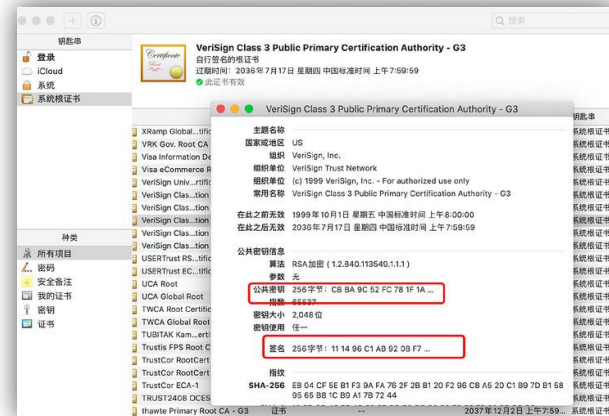 搜索
钥匙串
登录
iCloud
系统
系统根证书
VeriSign Class 3 Public Primary Certification Authority - G3
自行签名的根证书
过期时间：2036年7月17日 星期四 中国标准时间 上午7:59:59
此证书有效
VeriSign Class 3 Public Primary Certification Authority - G3
主题名称
国家或地区 US
组织 VeriSign, Inc.
组织单位 VeriSign Trust Network
组织单位 (c) 1999 VeriSign, Inc. - For authorized use only
常用名称 VeriSign Class 3 Public Primary Certification Authority - G3
在此之前无效 1999年10月1日 星期五 中国标准时间 上午8:00:00
在此之后无效 2036年7月17日 星期四 中国标准时间 上午7:59:59
公共密钥信息
算法 RSA加密 ( 1.2.840.113549.1.1.1 )
参数 无
公共密钥 256字节：CB BA 9C 52 FC 78 1F 1A ...
指数 65537
密钥大小 2,048位
密钥使用 任一
签名 256字节：11 14 96 C1 AB 92 08 F7 ...
指纹
SHA-256 EB 04 CF 5E B1 F3 9A FA 76 2F 2B B1 20 F2 96 CB A5 20 C1 B9 7D B1 58
95 65 B8 1C B9 A1 7B 72 44
XRamp Global...tific
VRK Gov. Root CA
Visa Information De
Visa eCommerce R
VeriSign Univ...rtific
VeriSign Clas...tion
VeriSign Clas...tion
VeriSign Clas...tion
VeriSign Clas...tion
VeriSign Clas...tion
USERTrust RS...tific
USERTrust EC...tific
UCA Root
UCA Global Root
TWCA Root Certific
TWCA Global Root
TUBITAK Kam...erti
Trustis FPS Root C
TrustCor RootCert
TrustCor RootCert
TrustCor ECA-1
TRUST2408 OCES
thawte Primary Root CA - G3 证书 -- 2037年12月2日 上午7:59... 系统根证书
种类
所有项目
密码
安全备注
我的证书
密钥
证书